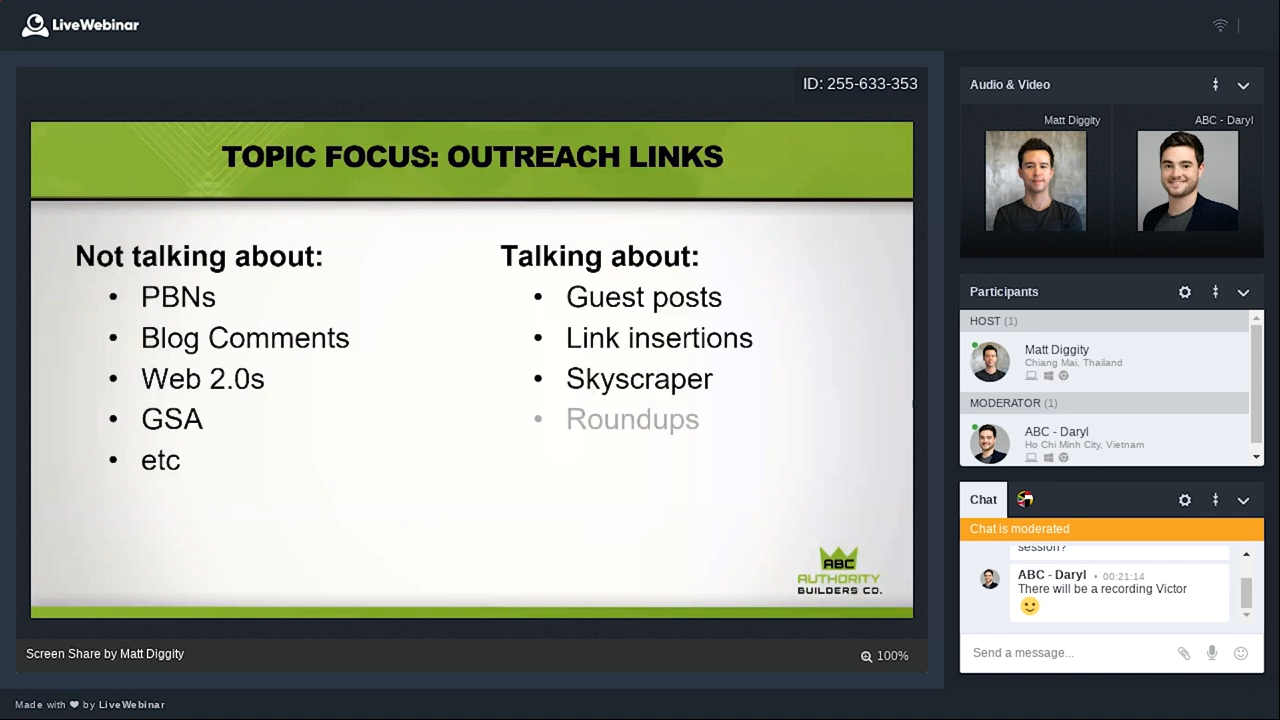 LiveWebinar
ID: 255-633-353
TOPIC FOCUS: OUTREACH LINKS
Not talking about:
• PBNs
• Blog Comments
• Web 2.0s
• GSA
• etc
Talking about:
• Guest posts
• Link insertions
• Skyscraper
• Roundups
ABC
AUTHORITY
BUILDERS CO.
Screen Share by Matt Diggity
100%
Audio & Video
Matt Diggity
ABC - Daryl
Participants
HOST (1)
Matt Diggity
Chiang Mai, Thailand
MODERATOR (1)
ABC - Daryl
Ho Chi Minh City, Vietnam
Chat
Chat is moderated
session?
ABC - Daryl • 00:21:14
There will be a recording Victor
Send a message...
Made with ❤ by LiveWebinar